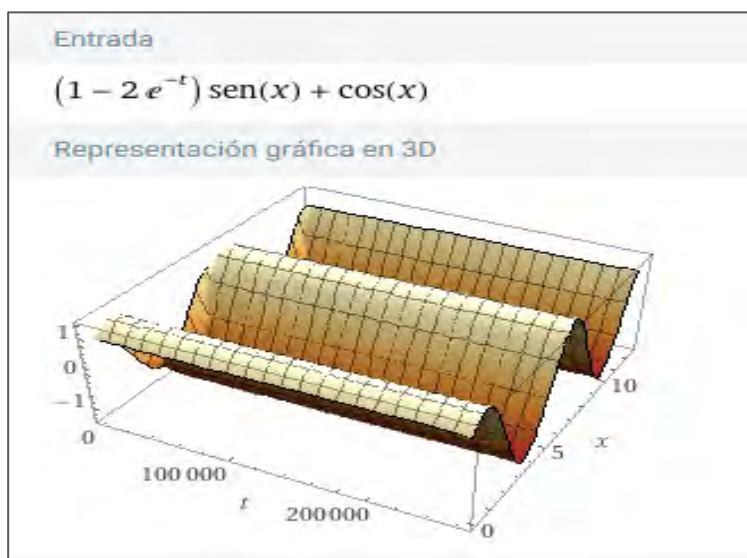 Entrada
(1 − 2 e^{-t}) sen(x) + cos(x)
Representación gráfica en 3D
1
0
−1
0
100 000
t
200 000
0
5
x
10